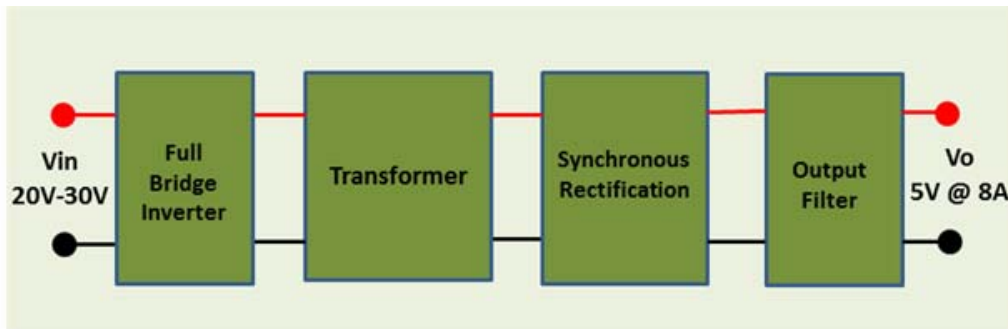 Vin
20V-30V
Full
Bridge
Inverter
Transformer
Synchronous
Rectification
Output
Filter
Vo
5V @ 8A